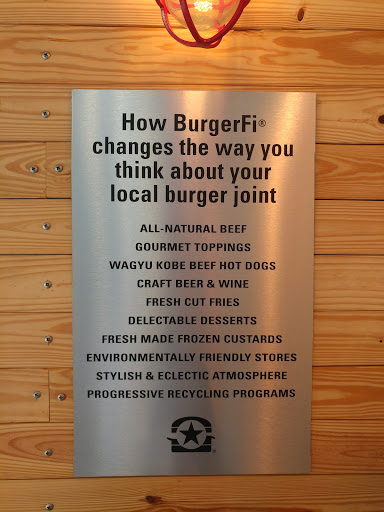 How BurgerFi®
changes the way you
think about your
local burger joint
ALL-NATURAL BEEF
GOURMET TOPPINGS
WAGYU KOBE BEEF HOT DOGS
CRAFT BEER & WINE
FRESH CUT FRIES
DELECTABLE DESSERTS
FRESH MADE FROZEN CUSTARDS
ENVIRONMENTALLY FRIENDLY STORES
STYLISH & ECLECTIC ATMOSPHERE
PROGRESSIVE RECYCLING PROGRAMS
®